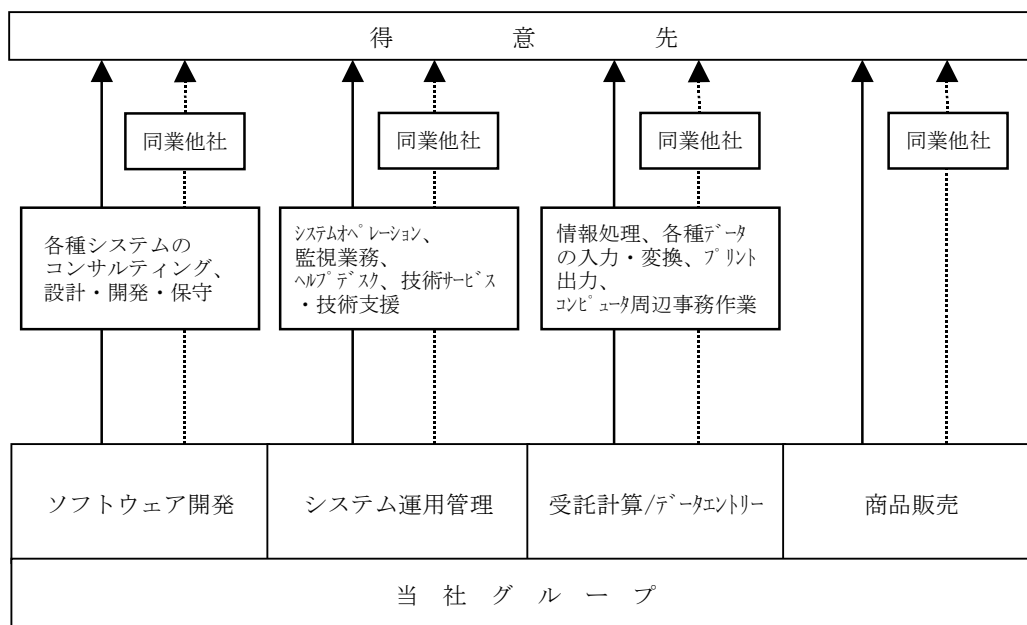 得意先
同業他社
同業他社
同業他社
同業他社
各種システムの
コンサルティング、
設計・開発・保守
システムオペレーション、
監視業務、
ヘルプデスク、技術サービス
・技術支援
情報処理、各種データ
の入力・変換、プリント
出力、
コンピュータ周辺事務作業
ソフトウェア開発
システム運用管理
受託計算/データエントリー
商品販売
当社グループ